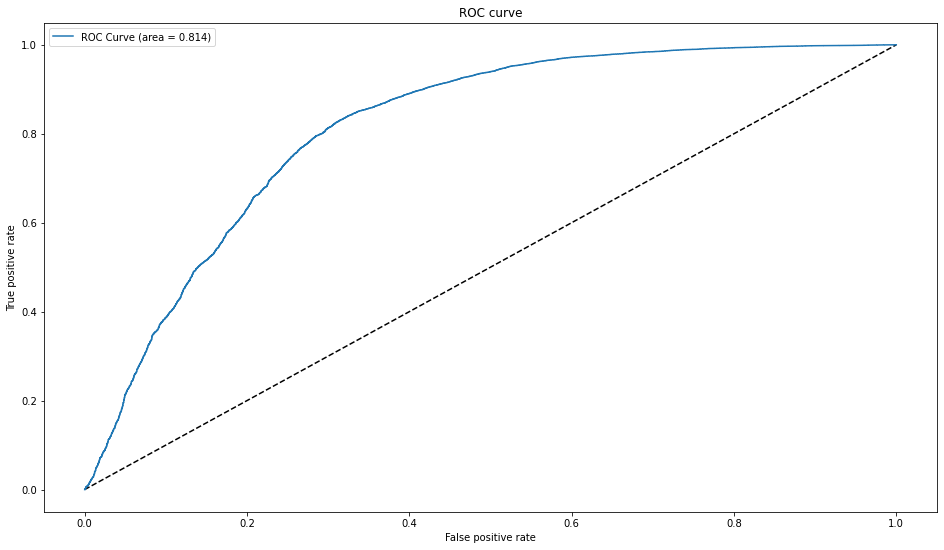 ROC curve
ROC Curve (area = 0.814)
1.0
0.8
0.6
0.4
0.2
0.0
True positive rate
0.0 0.2 0.4 0.6 0.8 1.0
False positive rate